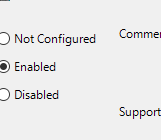 Not Configured
Commen
Enabled
Disabled
Support